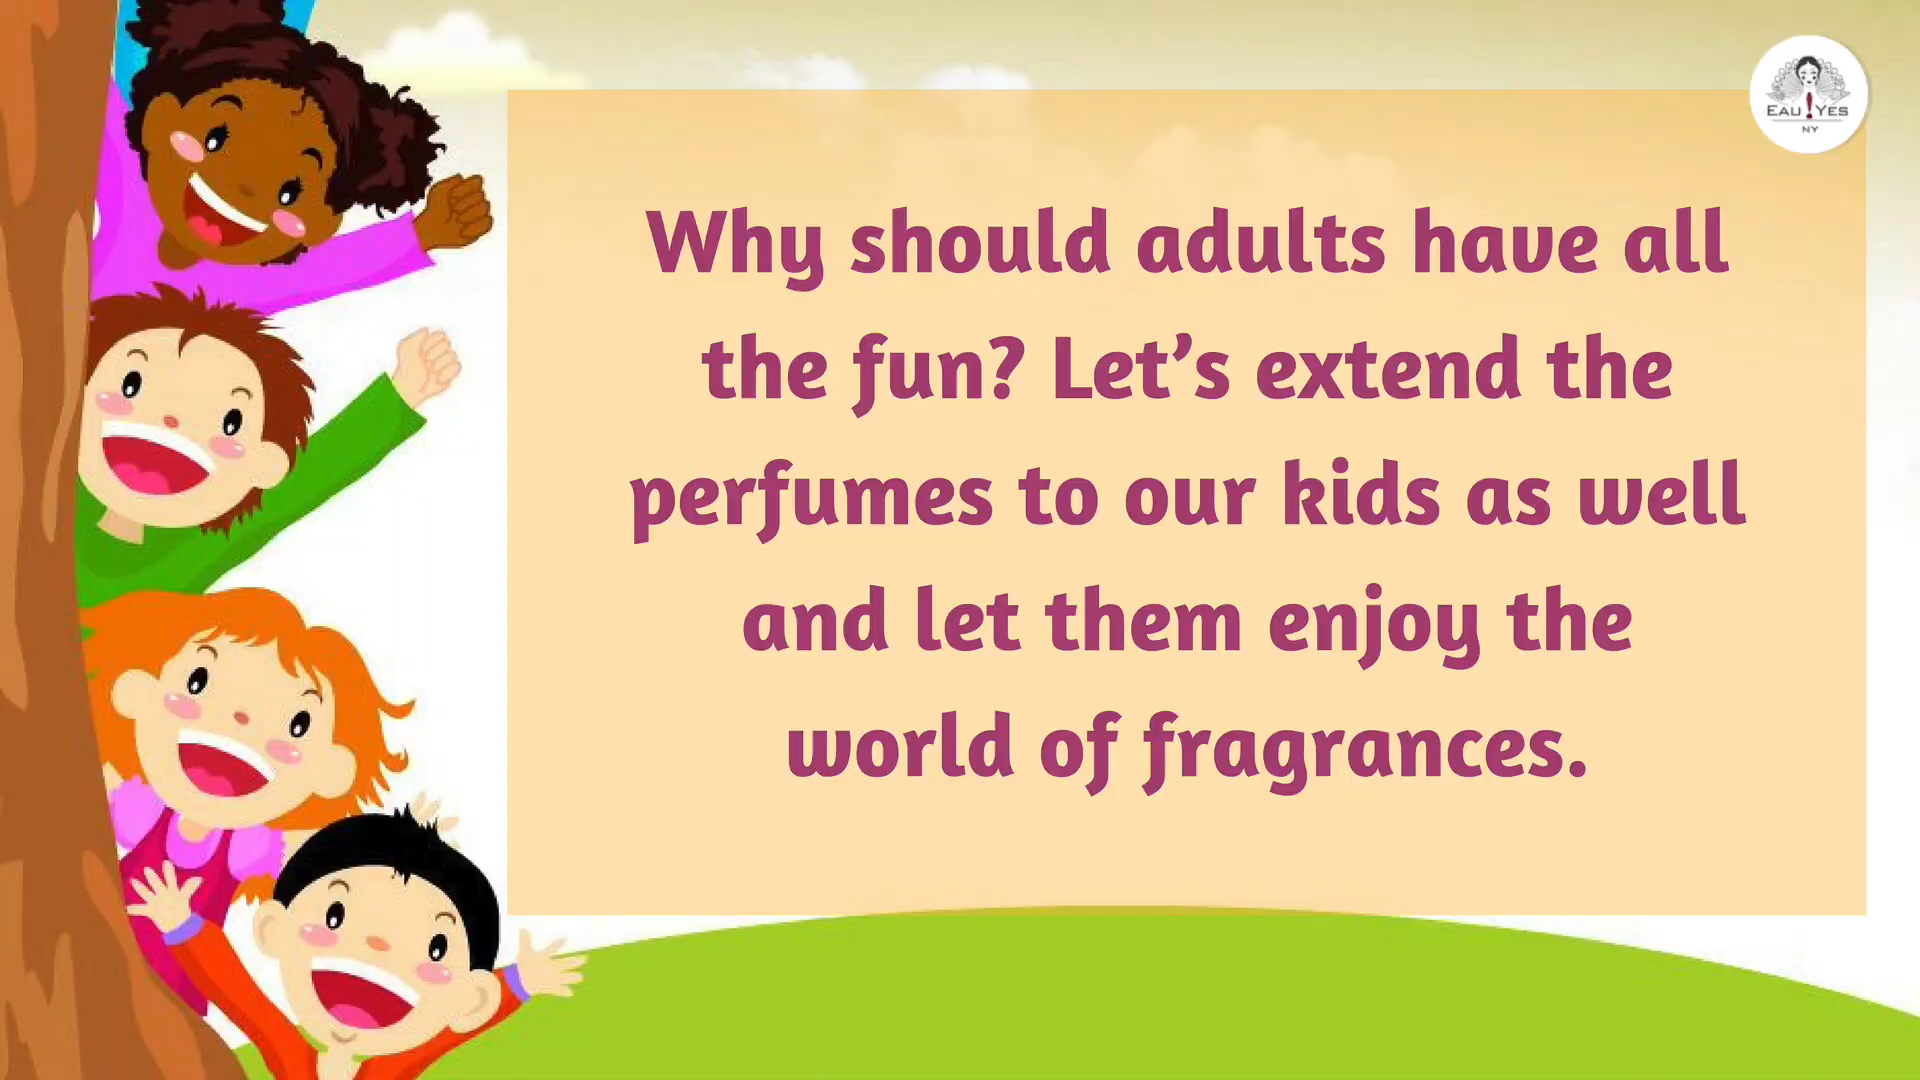 EAU YES
NY
Why should adults have all
the fun? Let’s extend the
perfumes to our kids as well
and let them enjoy the
world of fragrances.